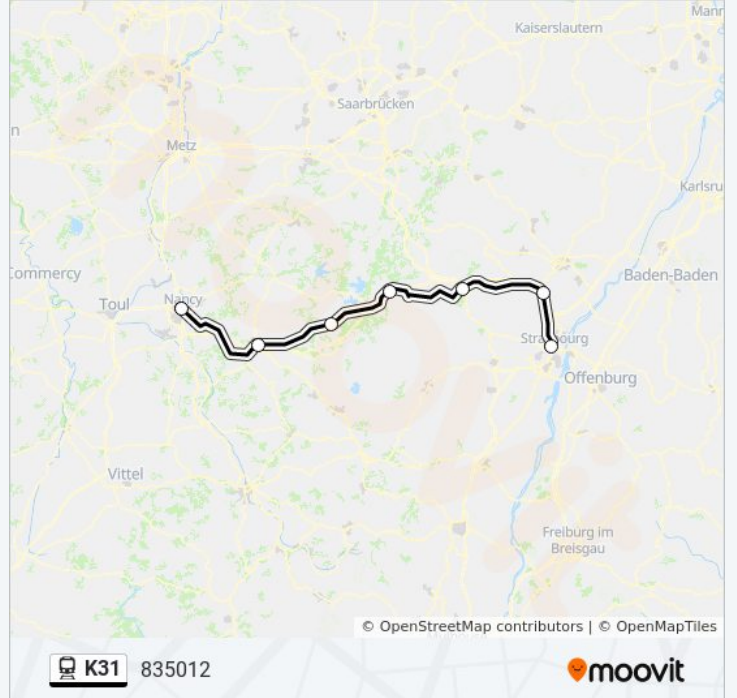 Mann
Kaiserslautern
Saarbrücken
n
Metz
Karlsru
Commercy
Baden-Baden
Nancy
Toul
Strasbourg
Offenburg
Vittel
Freiburg im
Breisgau
© OpenStreetMap contributors | © OpenMapTiles
K31 835012 moovit